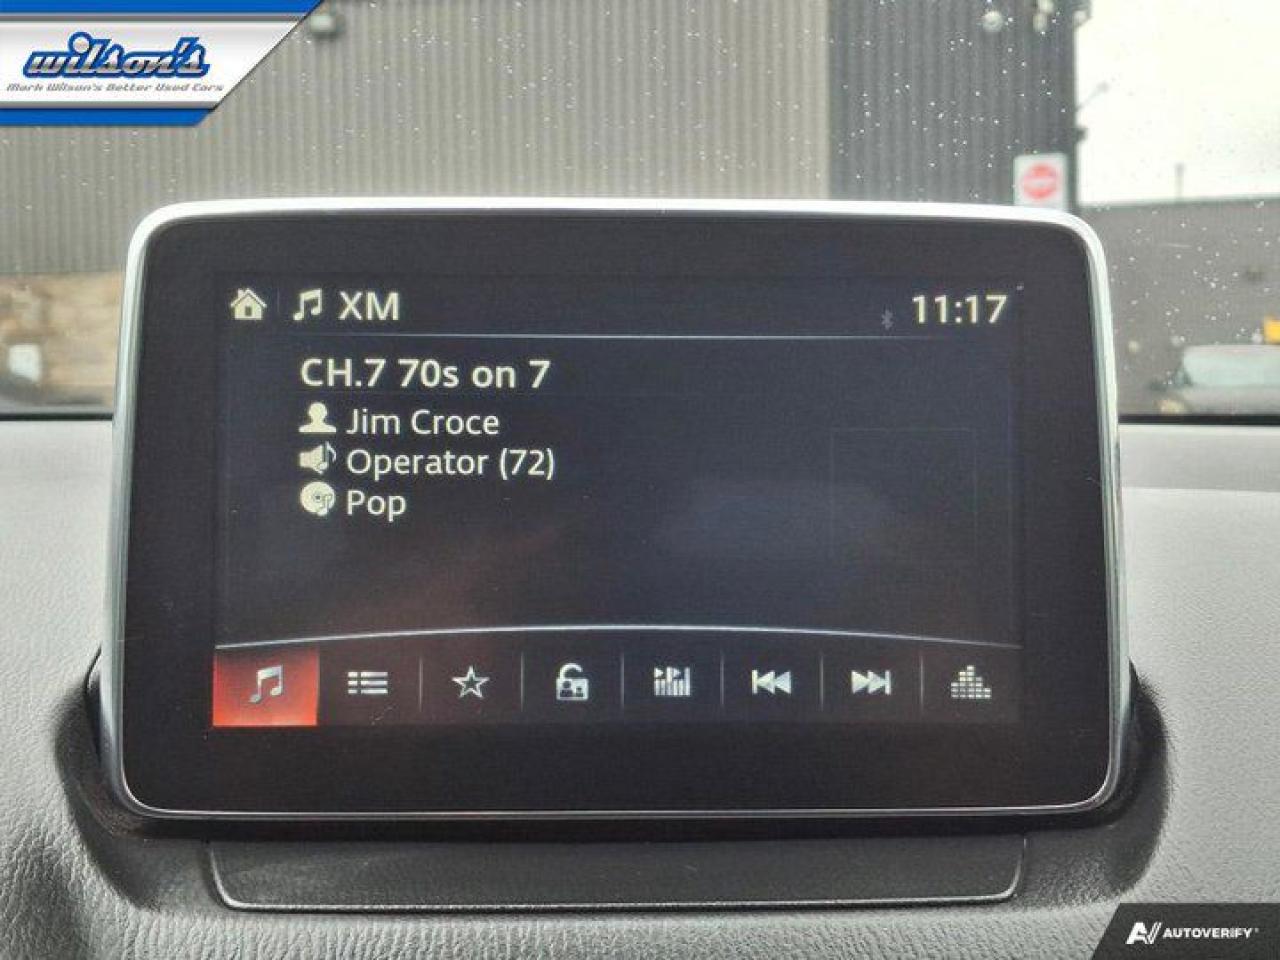 wilson's
Mark Wilson's Better Used Cars
XM
11:17
CH.7 70s on 7
Jim Croce
Operator (72)
Pop
AUTOVERIFY